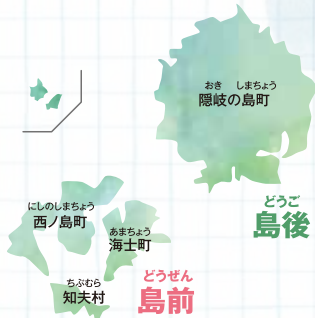 おき しまちょう
隠岐の島町
どうご
島後
にしのしまちょう
西ノ島町
あまちょう
海士町
ちぶむら
知夫村
どうぜん
島前